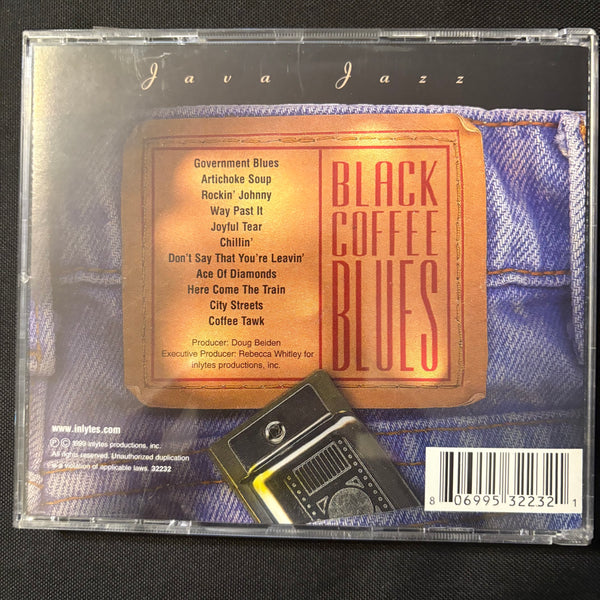 Java Jazz
Government Blues
Artichoke Soup
Rockin' Johnny
Way Past It
Joyful Tear
Chillin'
Don't Say That You're Leavin'
Ace Of Diamonds
Here Come The Train
City Streets
Coffee Tawk
Producer: Doug Beiden
Executive Producer: Rebecca Whitley for
inlytes productions, inc.
BLACK
COFFEE
BLUES
www.inlytes.com
Ⓟ © 1999 inlytes productions, inc.
All rights reserved. Unauthorized duplication
is a violation of applicable laws. 32232
8 06995 32232 1